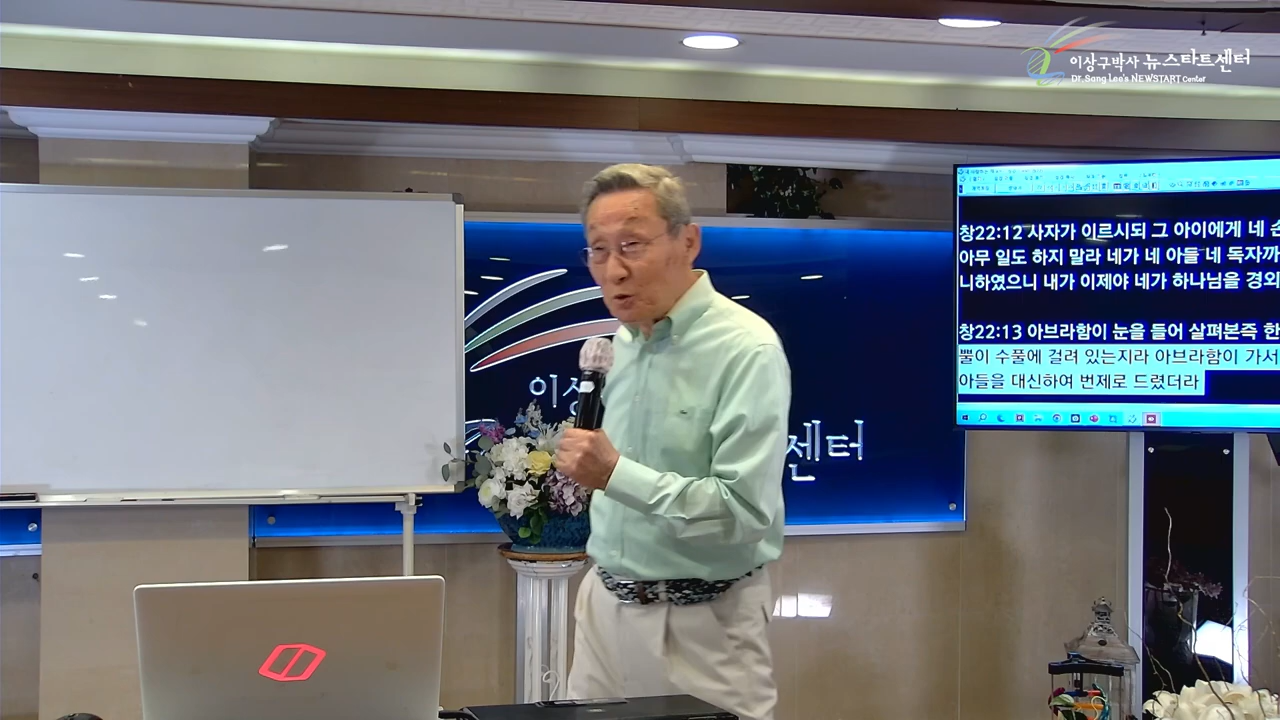 이상구박사 뉴스타트센터
Dr. Sang Lee's NEWSTART Center
창22:12 사자가 이르시되 그 아이에게 네 손
아무 일도 하지 말라 네가 네 아들 네 독자까
니하였으니 내가 이제야 네가 하나님을 경외
창22:13 아브라함이 눈을 들어 살펴본즉 한
뿔이 수풀에 걸려 있는지라 아브라함이 가서
아들을 대신하여 번제로 드렸더라
이상
센터